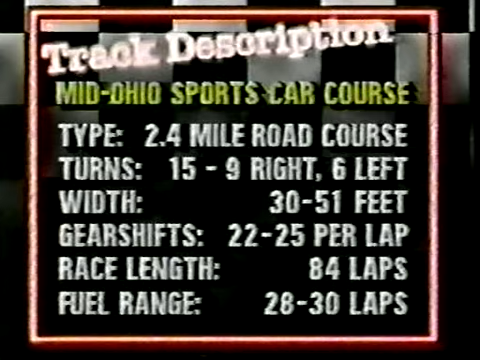 Track Description
MID-OHIO SPORTS CAR COURSE
TYPE: 2.4 MILE ROAD COURSE
TURNS: 15 - 9 RIGHT, 6 LEFT
WIDTH: 30-51 FEET
GEARSHIFTS: 22-25 PER LAP
RACE LENGTH: 84 LAPS
FUEL RANGE: 28-30 LAPS